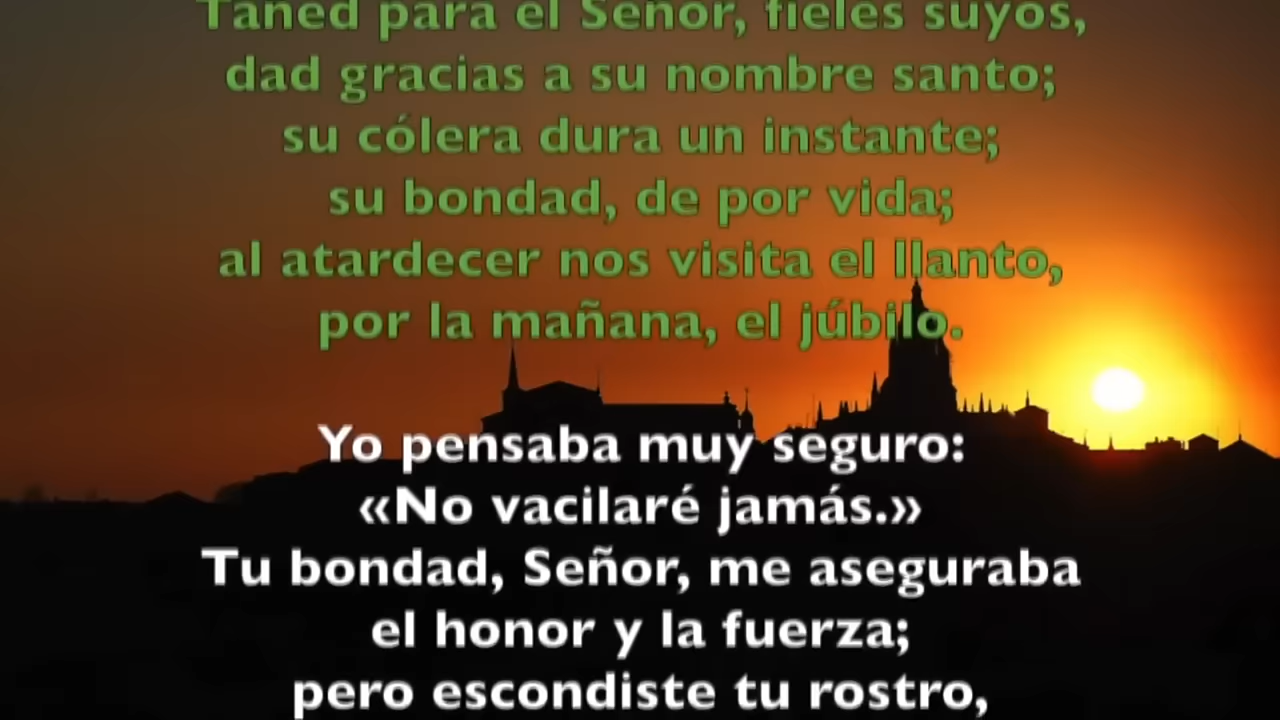 Tañed para el Señor, fieles suyos,
dad gracias a su nombre santo;
su cólera dura un instante;
su bondad, de por vida;
al atardecer nos visita el llanto,
por la mañana, el júbilo.
Yo pensaba muy seguro:
«No vacilaré jamás.»
Tu bondad, Señor, me aseguraba
el honor y la fuerza;
pero escondiste tu rostro,